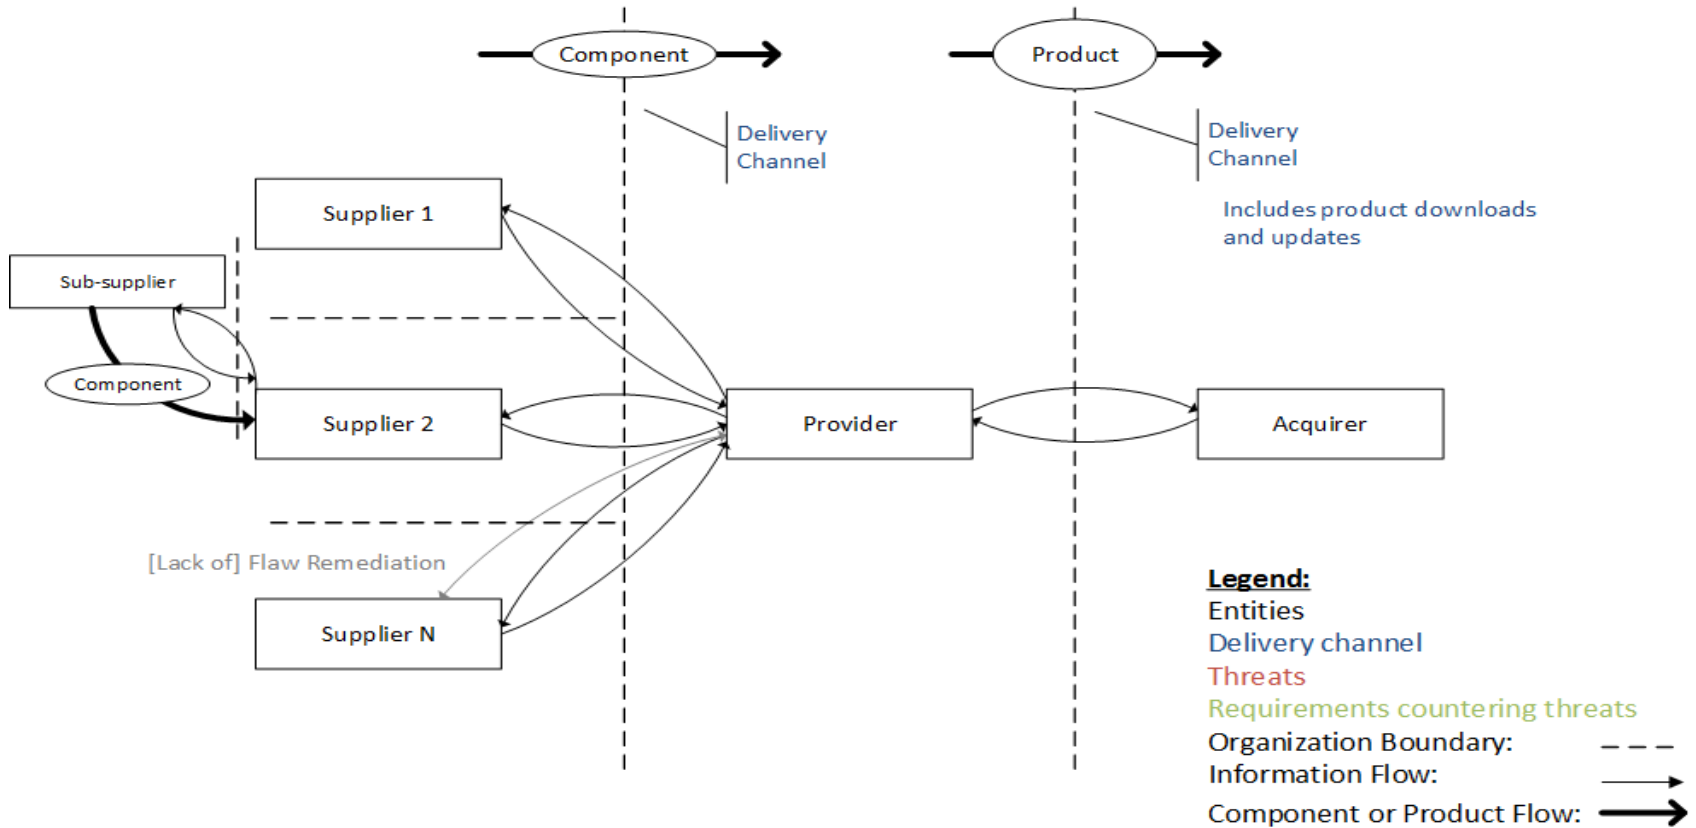 Component
Product
Delivery
Channel
Delivery
Channel
Includes product downloads
and updates
Supplier 1
Sub-supplier
Component
Supplier 2
Provider
Acquirer
[Lack of] Flaw Remediation
Supplier N
Legend:
Entities
Delivery channel
Threats
Requirements countering threats
Organization Boundary:
Information Flow:
Component or Product Flow: